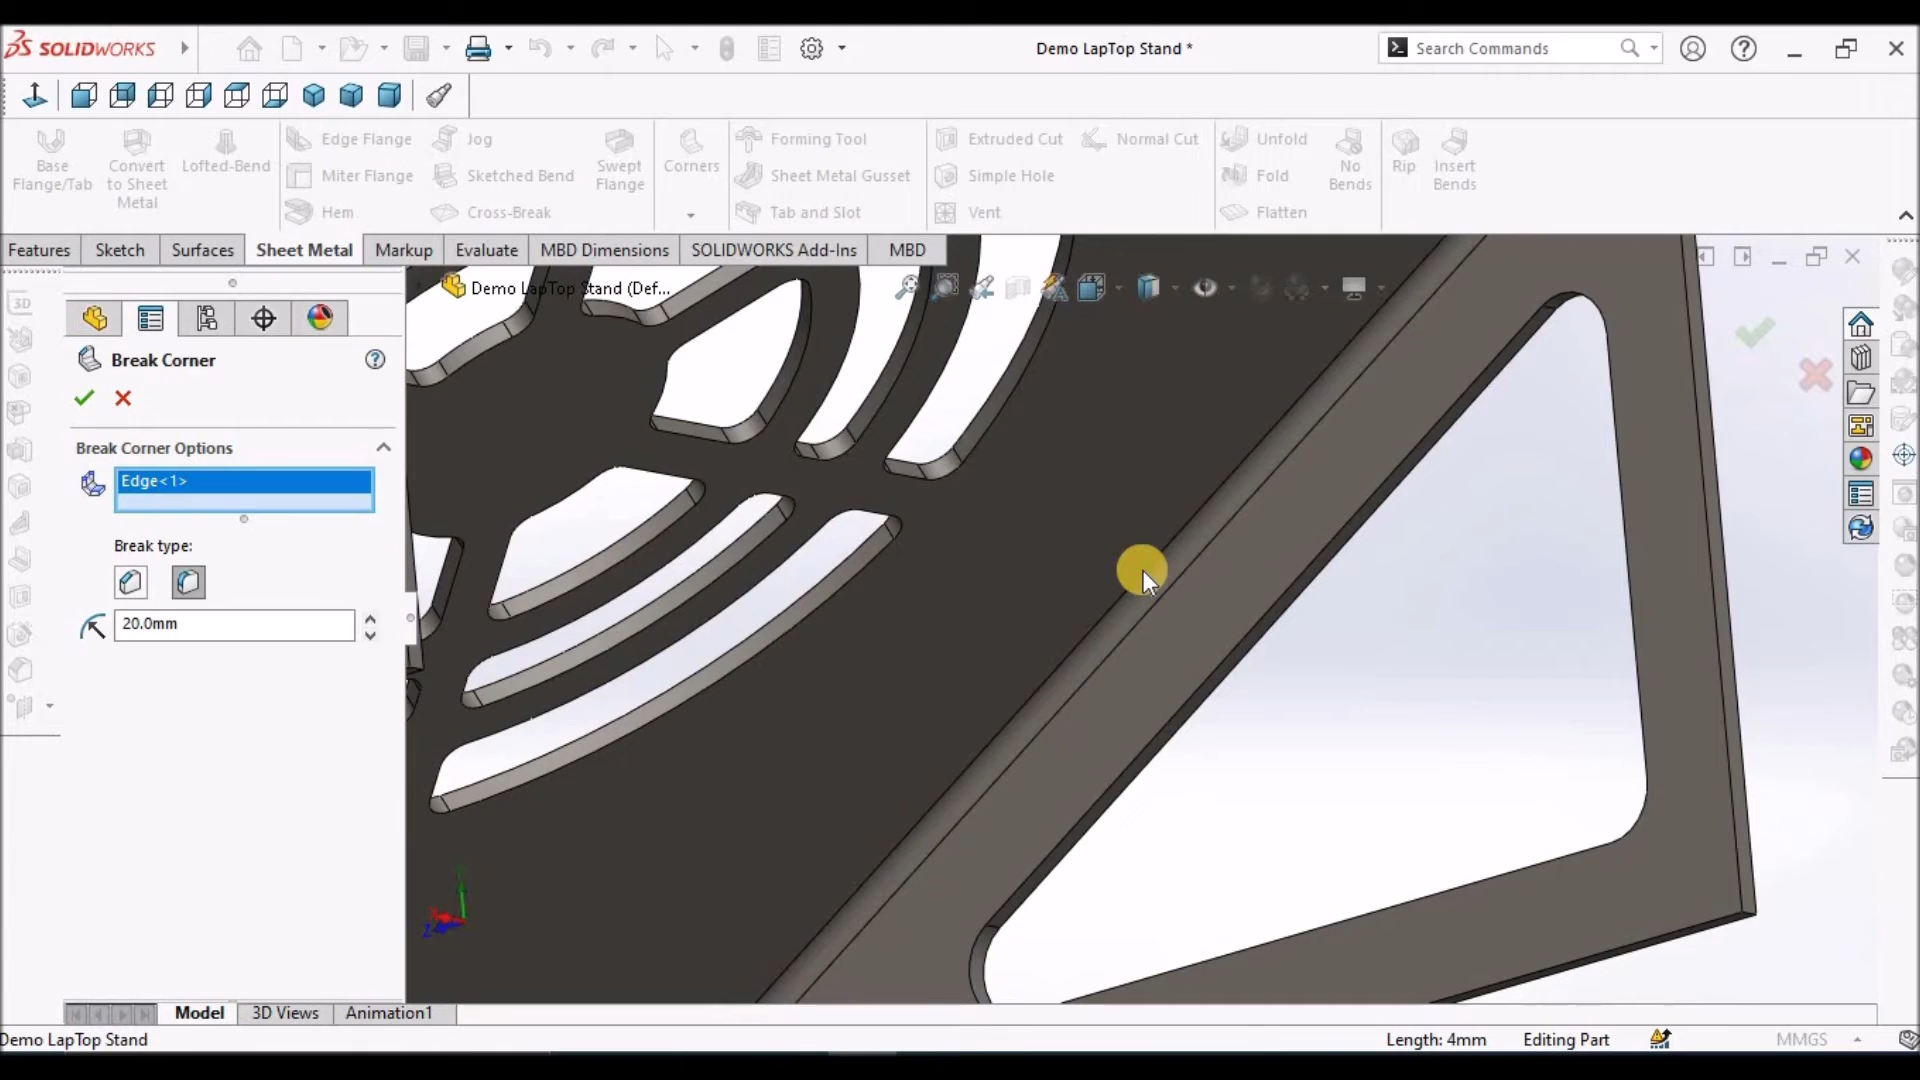 SOLIDWORKS
Demo LapTop Stand *
Search Commands
Base Flange/Tab
Convert to Sheet Metal
Lofted-Bend
Edge Flange
Miter Flange
Hem
Jog
Sketched Bend
Cross-Break
Swept Flange
Corners
Forming Tool
Sheet Metal Gusset
Tab and Slot
Extruded Cut
Simple Hole
Vent
Normal Cut
Unfold
Fold
Flatten
No Bends
Rip
Insert Bends
Features Sketch Surfaces Sheet Metal Markup Evaluate MBD Dimensions SOLIDWORKS Add-Ins MBD
Demo LapTop Stand (Def...
Break Corner
Break Corner Options
Edge<1>
Break type:
20.0mm
Model 3D Views Animation1
Demo LapTop Stand
Length: 4mm
Editing Part
MMGS